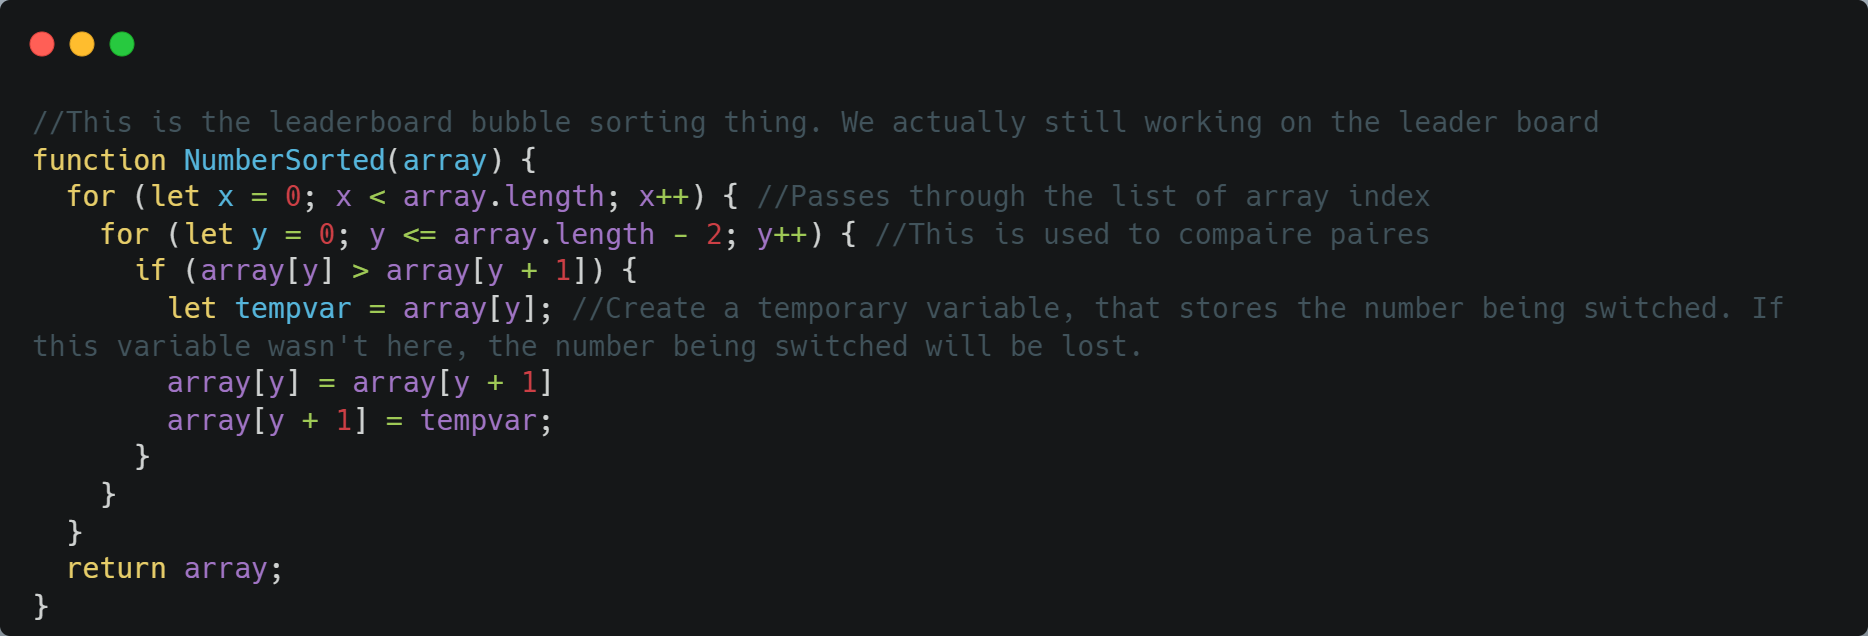 //This is the leaderboard bubble sorting thing. We actually still working on the leader board
function NumberSorted(array) {
  for (let x = 0; x < array.length; x++) { //Passes through the list of array index
    for (let y = 0; y <= array.length - 2; y++) { //This is used to compaire paires
      if (array[y] > array[y + 1]) {
        let tempvar = array[y]; //Create a temporary variable, that stores the number being switched. If
this variable wasn't here, the number being switched will be lost.
        array[y] = array[y + 1]
        array[y + 1] = tempvar;
      }
    }
  }
  return array;
}